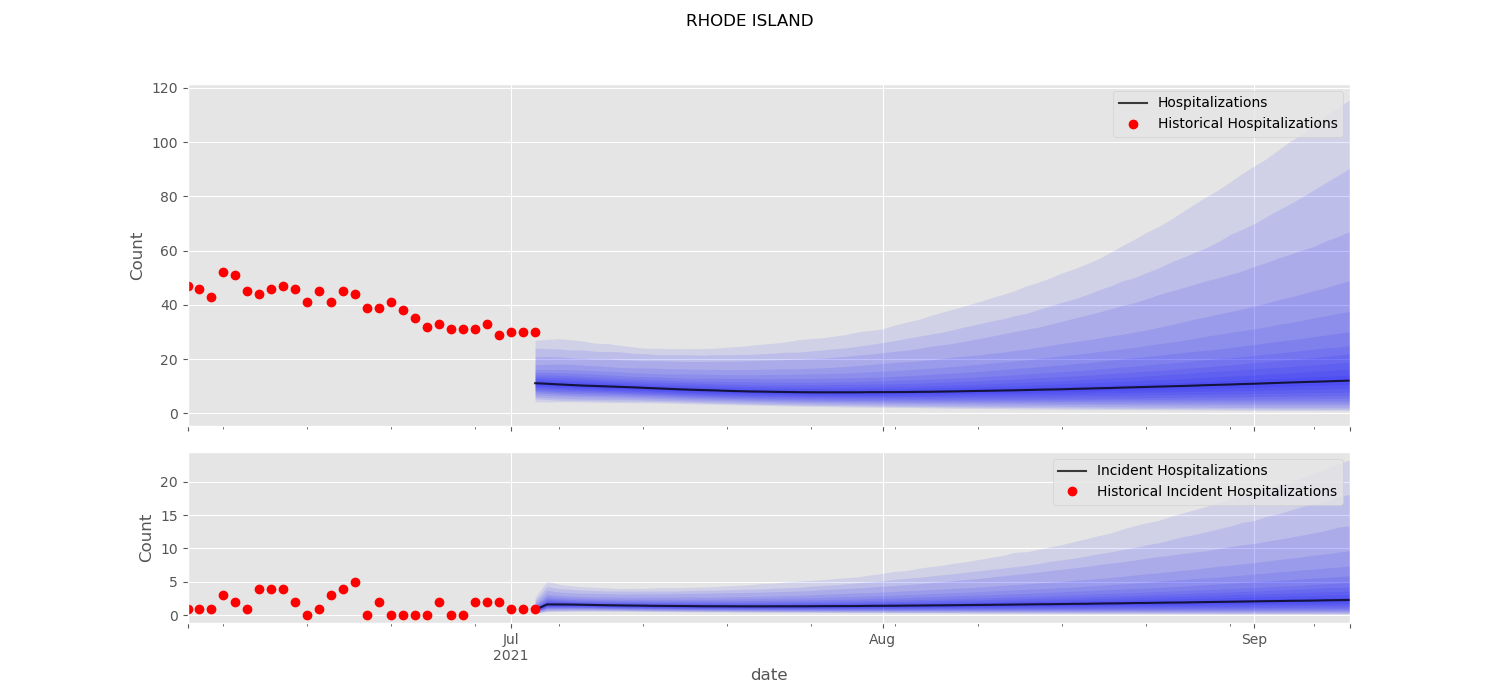 RHODE ISLAND
120
100
80
60
40
20
0
Count
Hospitalizations
Historical Hospitalizations
20
15
10
5
0
Count
Incident Hospitalizations
Historical Incident Hospitalizations
Jul
2021
Aug
Sep
date